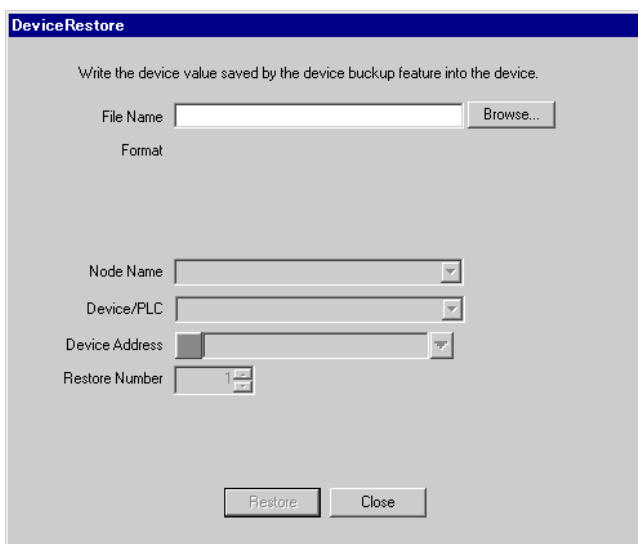 DeviceRestore
Write the device value saved by the device buckup feature into the device.
File Name Browse...
Format
Node Name
Device/PLC
Device Address
Restore Number 1
Restore Close